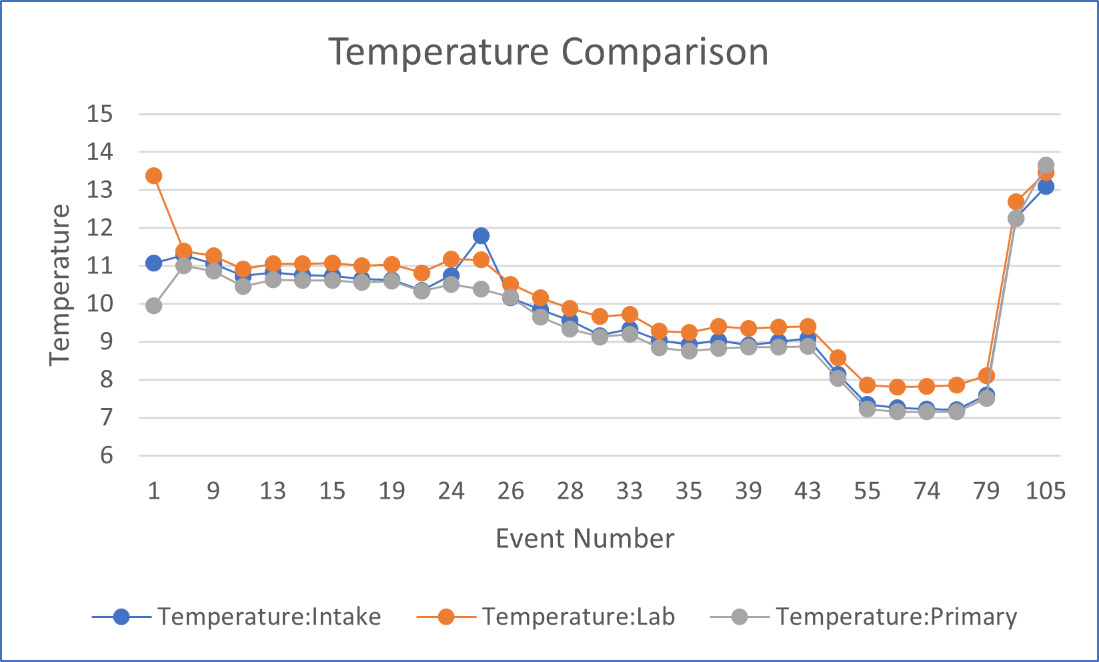 Temperature Comparison
15
14
13
12
11
10
9
8
7
6
Temperature
1 9 13 15 19 24 26 28 33 35 39 43 55 74 79 105
Event Number
Temperature:Intake Temperature:Lab Temperature:Primary